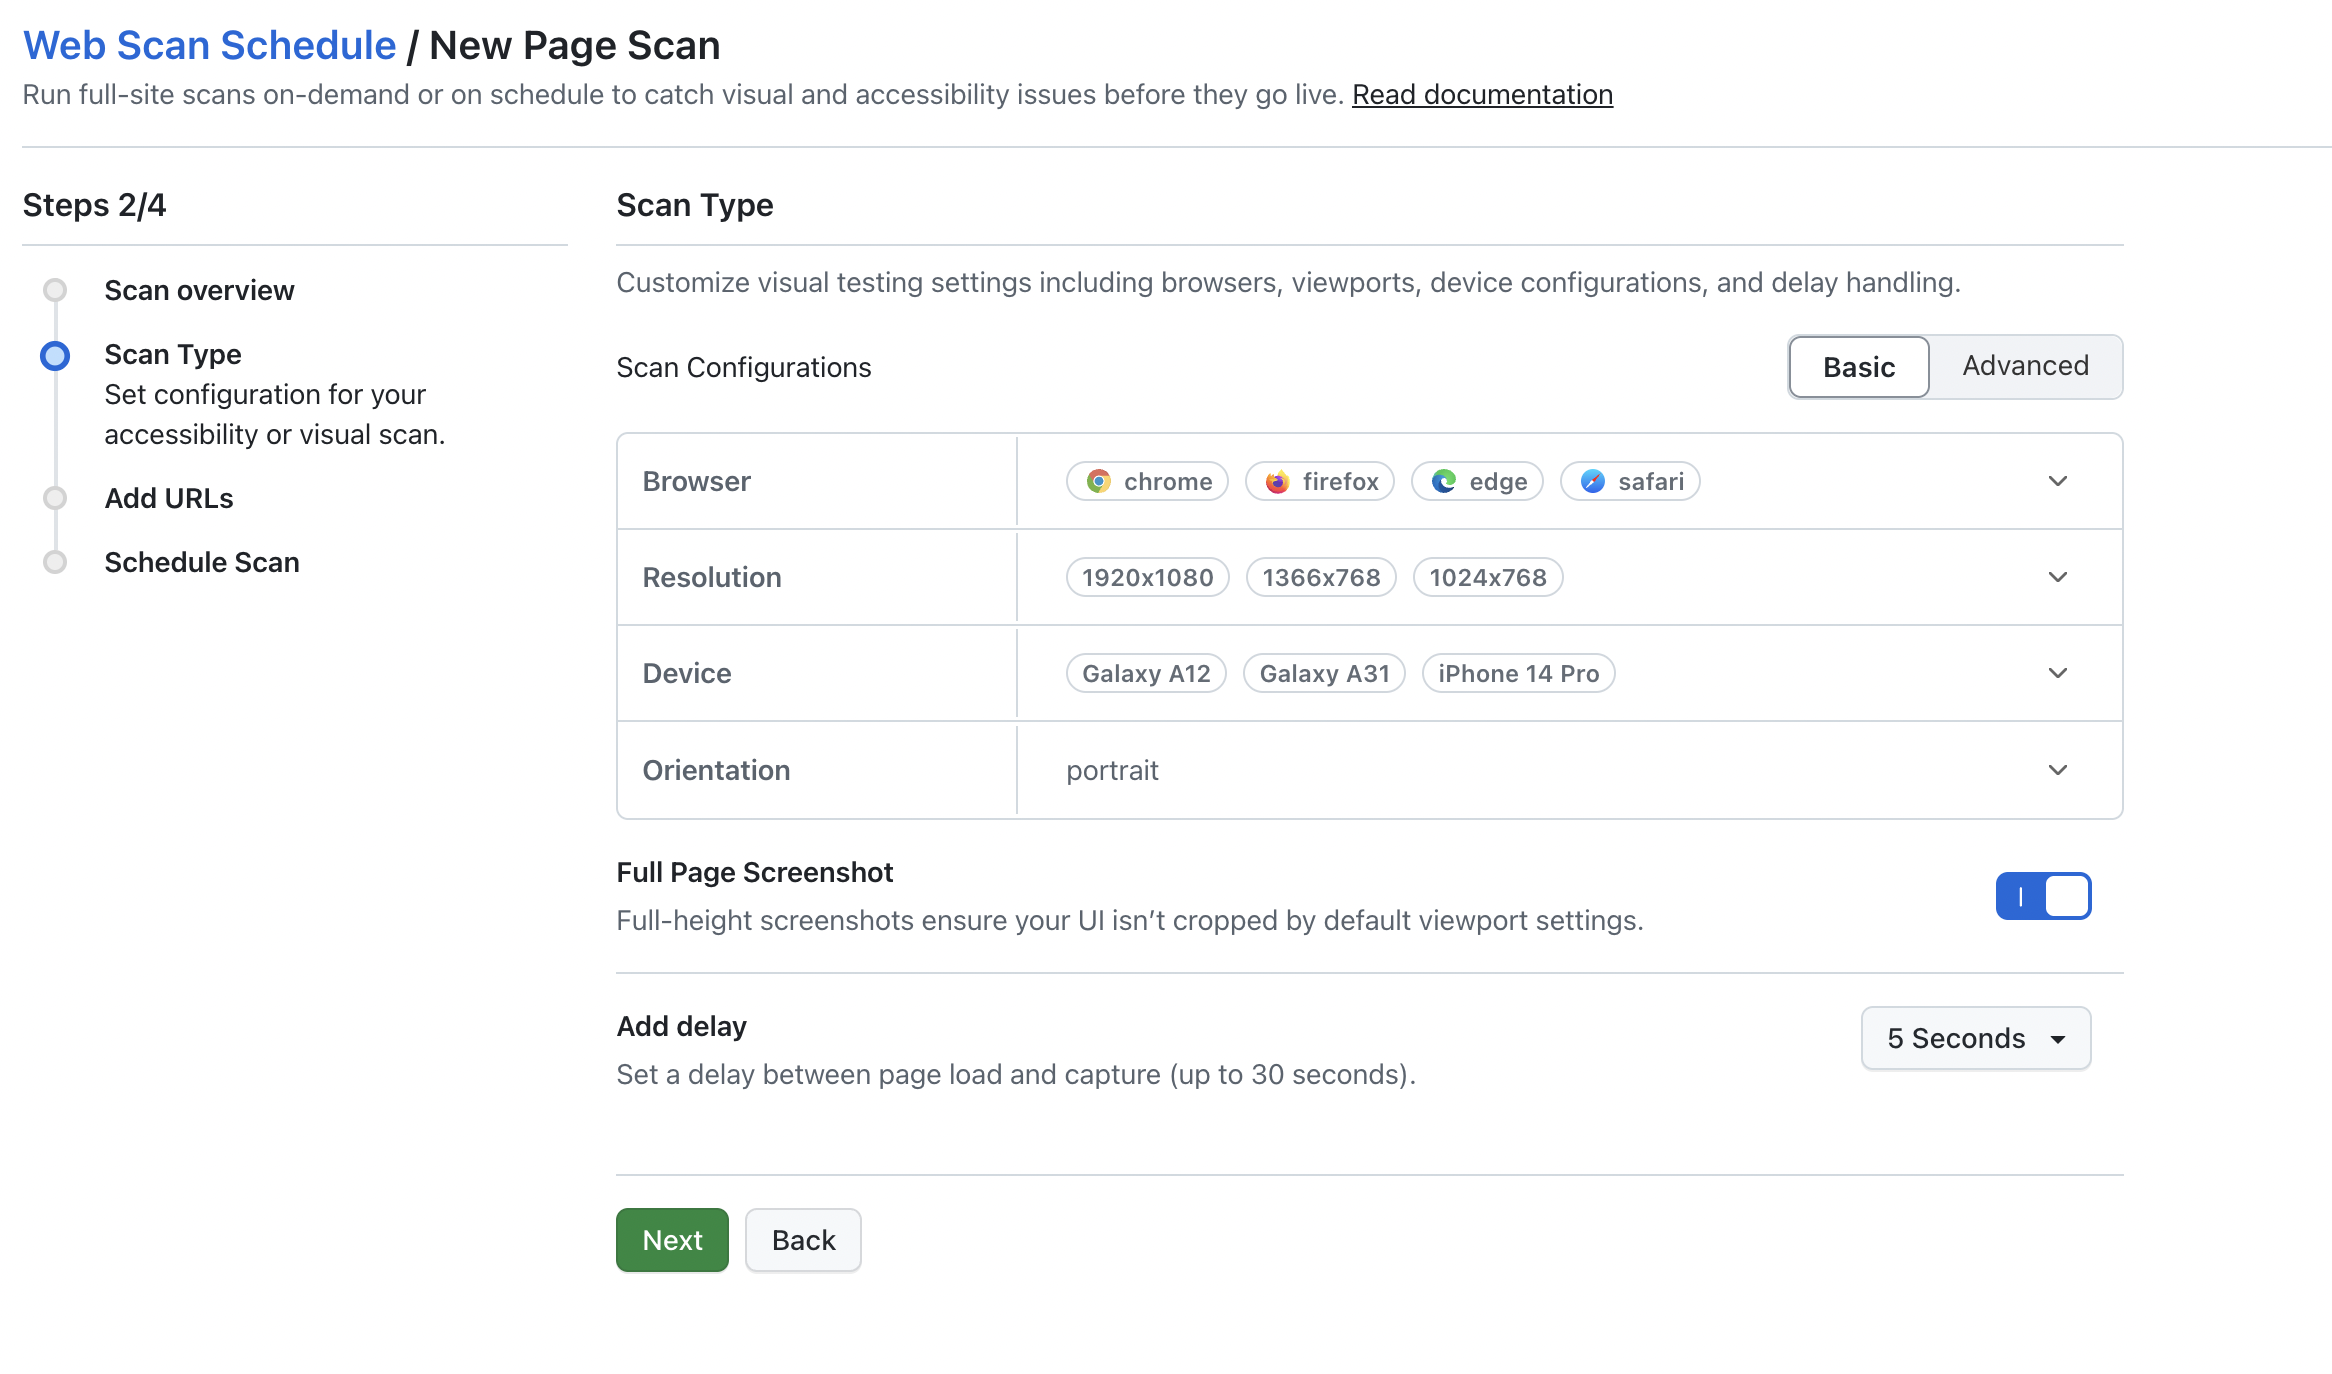 Web Scan Schedule / New Page Scan
Run full-site scans on-demand or on schedule to catch visual and accessibility issues before they go live. Read documentation
Steps 2/4
Scan overview
Scan Type
Set configuration for your
accessibility or visual scan.
Add URLs
Schedule Scan
Scan Type
Customize visual testing settings including browsers, viewports, device configurations, and delay handling.
Scan Configurations
Basic Advanced
Browser chrome firefox edge safari
Resolution 1920x1080 1366x768 1024x768
Device Galaxy A12 Galaxy A31 iPhone 14 Pro
Orientation portrait
Full Page Screenshot
Full-height screenshots ensure your UI isn’t cropped by default viewport settings.
Add delay
5 Seconds
Set a delay between page load and capture (up to 30 seconds).
Next Back